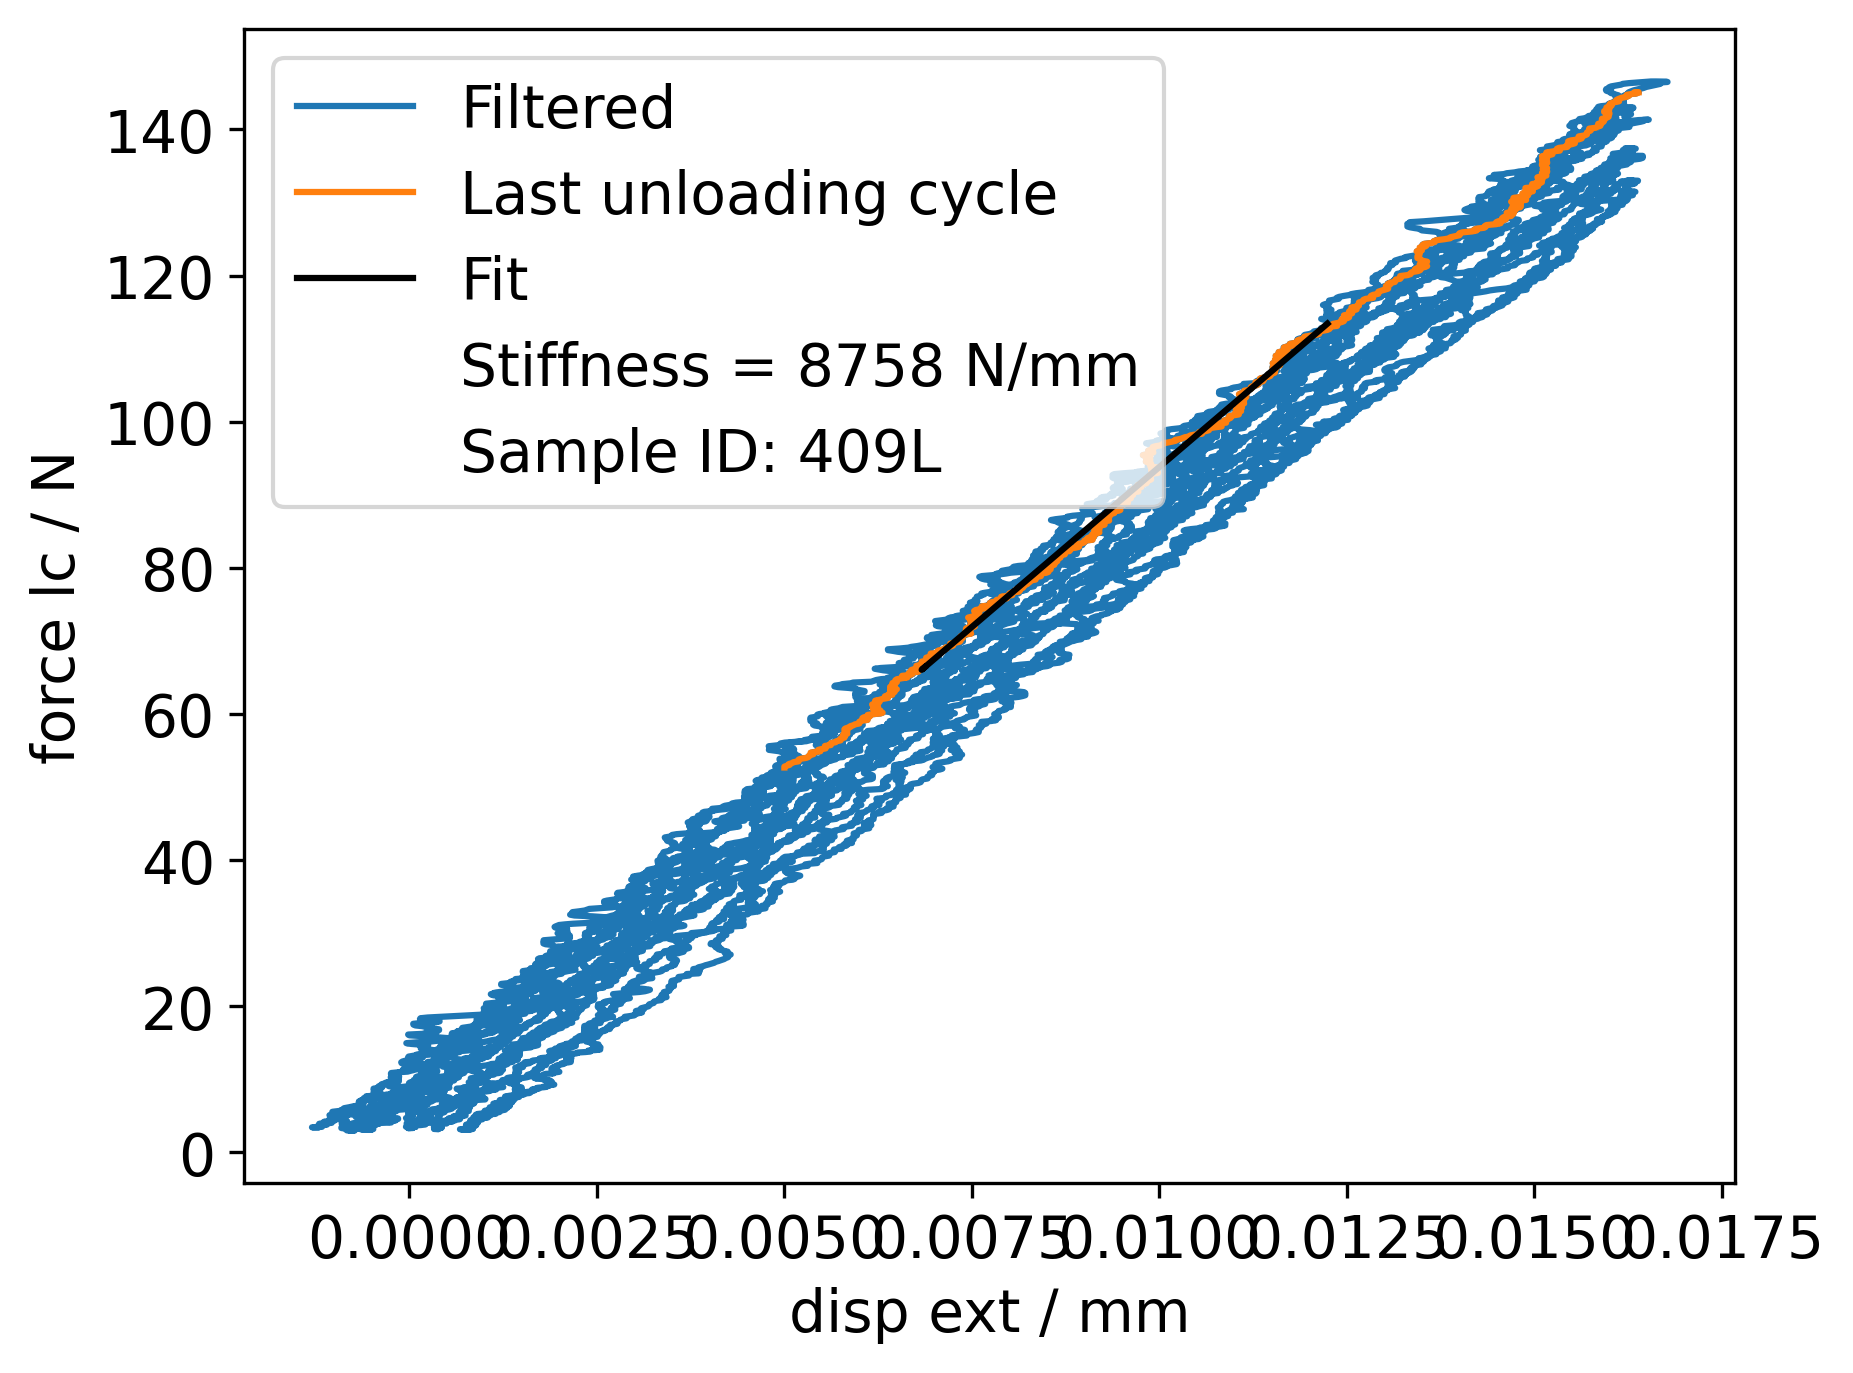 Filtered
Last unloading cycle
Fit
Stiffness = 8758 N/mm
Sample ID: 409L
140
120
100
80
60
40
20
0
force lc / N
0.0000 0.0025 0.0050 0.0075 0.0100 0.0125 0.0150 0.0175
disp ext / mm